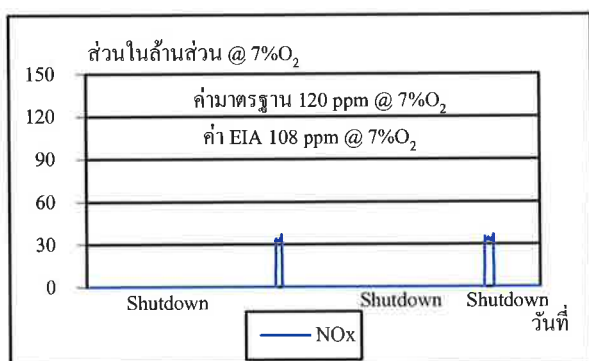 ส่วนในล้านส่วน @ 7%O₂
150
ค่ามาตรฐาน 120 ppm @ 7%O₂
120
ค่า EIA 108 ppm @ 7%O₂
90
60
30
0
Shutdown Shutdown Shutdown
วันที่
NOx